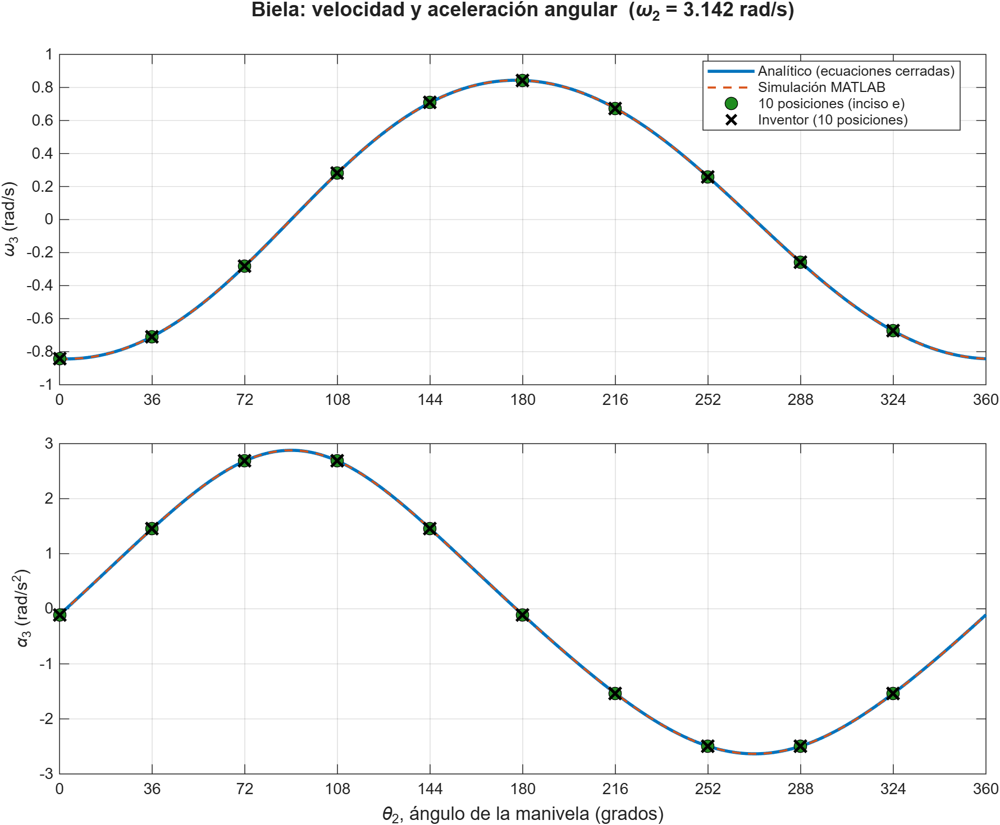 Biela: velocidad y aceleración angular (ω₂ = 3.142 rad/s)
1
0.8
0.6
0.4
0.2
0
-0.2
-0.4
-0.6
-0.8
-1
ω₃ (rad/s)
Analítico (ecuaciones cerradas)
Simulación MATLAB
10 posiciones (inciso e)
Inventor (10 posiciones)
0 36 72 108 144 180 216 252 288 324 360
3
2
1
0
-1
-2
-3
α₃ (rad/s²)
0 36 72 108 144 180 216 252 288 324 360
θ₂, ángulo de la manivela (grados)